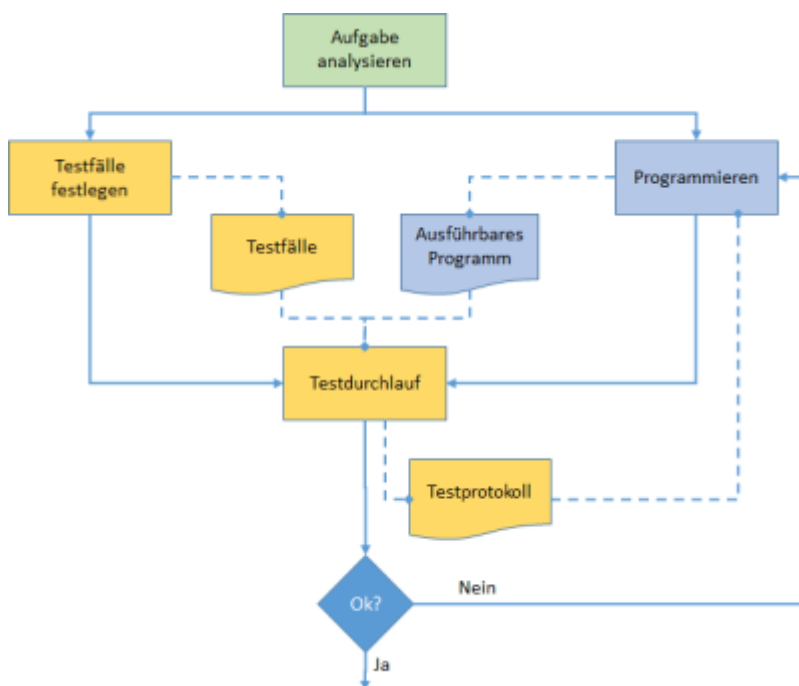 Aufgabe
analysieren
Testfälle
festlegen
Programmieren
Testfälle
Ausführbares
Programm
Testdurchlauf
Testprotokoll
Ok?
Nein
Ja